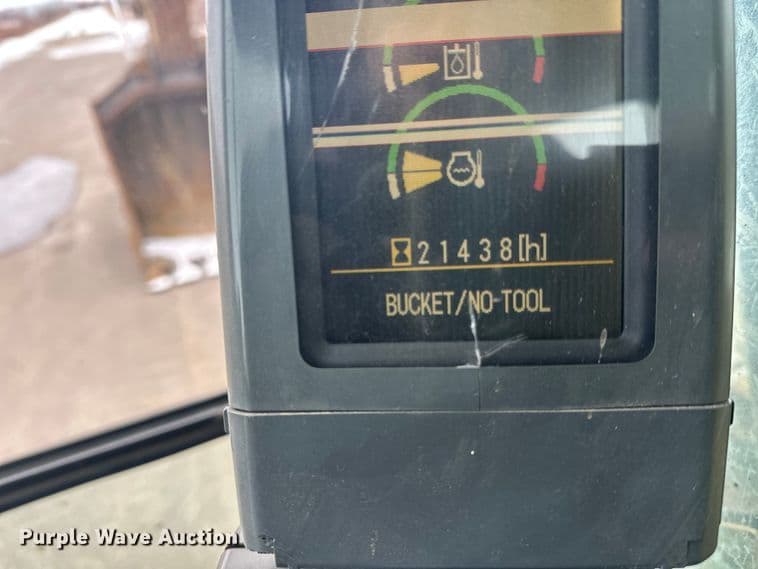 21438[h]
BUCKET/NO TOOL
Purple Wave Auction